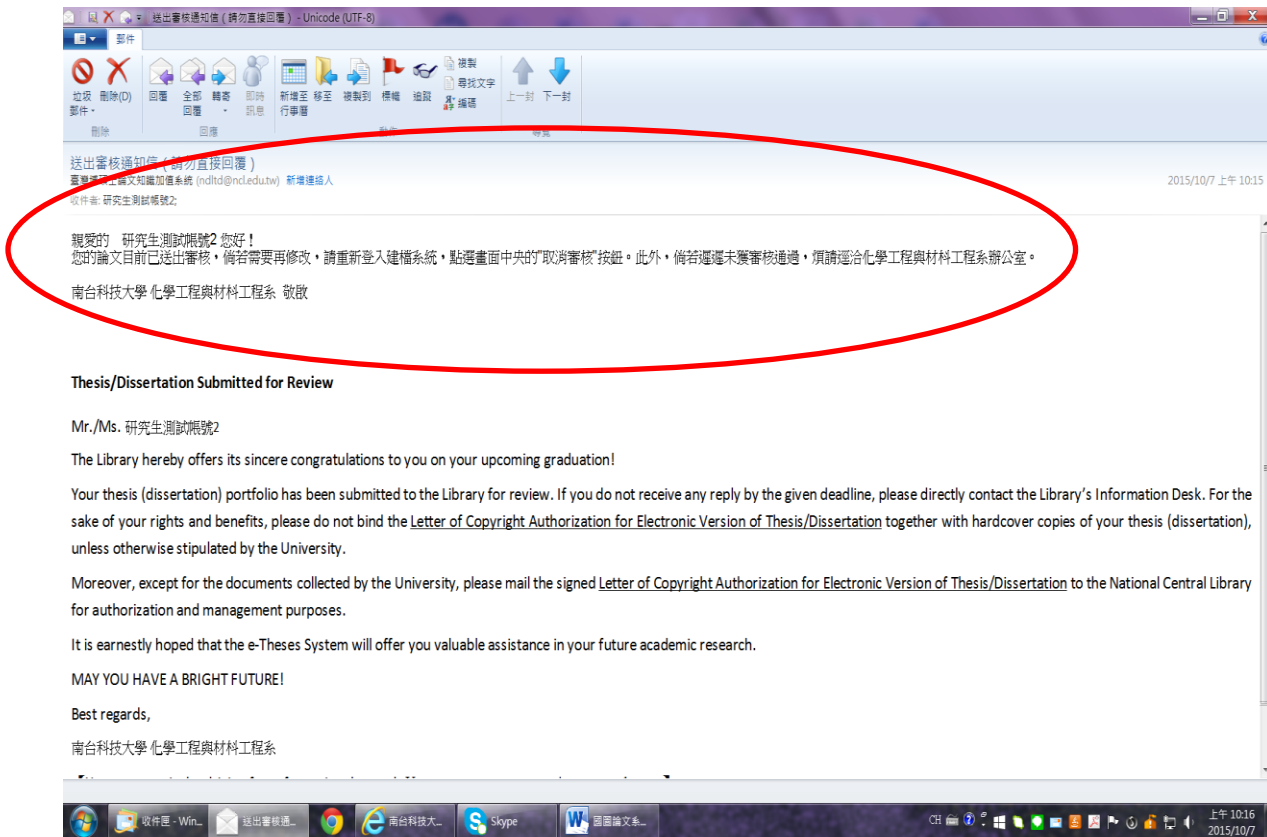 送出審核通知信 ( 請勿直接回覆 ) - Unicode (UTF-8)
郵件
垃圾郵件 刪除(D) 回覆 全部回覆 轉寄 即時訊息 新增至行事曆 移至 複製到 標幟 追蹤 複製 尋找文字 編碼 上一封 下一封
刪除 回應
送出審核通知信 ( 請勿直接回覆 )
臺灣博碩士論文知識加值系統 (ndltd@ncl.edu.tw) 新增連絡人
2015/10/7 上午 10:15
收件者: 研究生測試帳號2;
親愛的 研究生測試帳號2 您好！
您的論文目前已送出審核，倘若需要再修改，請重新登入建檔系統，點選畫面中央的"取消審核"按鈕。此外，倘若遲遲未獲審核通過，煩請逕洽化學工程與材料工程系辦公室。
南台科技大學 化學工程與材料工程系 敬啟
Thesis/Dissertation Submitted for Review
Mr./Ms. 研究生測試帳號2
The Library hereby offers its sincere congratulations to you on your upcoming graduation!
Your thesis (dissertation) portfolio has been submitted to the Library for review. If you do not receive any reply by the given deadline, please directly contact the Library's Information Desk. For the
sake of your rights and benefits, please do not bind the Letter of Copyright Authorization for Electronic Version of Thesis/Dissertation together with hardcover copies of your thesis (dissertation),
unless otherwise stipulated by the University.
Moreover, except for the documents collected by the University, please mail the signed Letter of Copyright Authorization for Electronic Version of Thesis/Dissertation to the National Central Library
for authorization and management purposes.
It is earnestly hoped that the e-Theses System will offer you valuable assistance in your future academic research.
MAY YOU HAVE A BRIGHT FUTURE!
Best regards,
南台科技大學 化學工程與材料工程系
收件匣 - Win... 送出審核通... 南台科技大... Skype 國圖論文系... CH 上午 10:16
2015/10/7